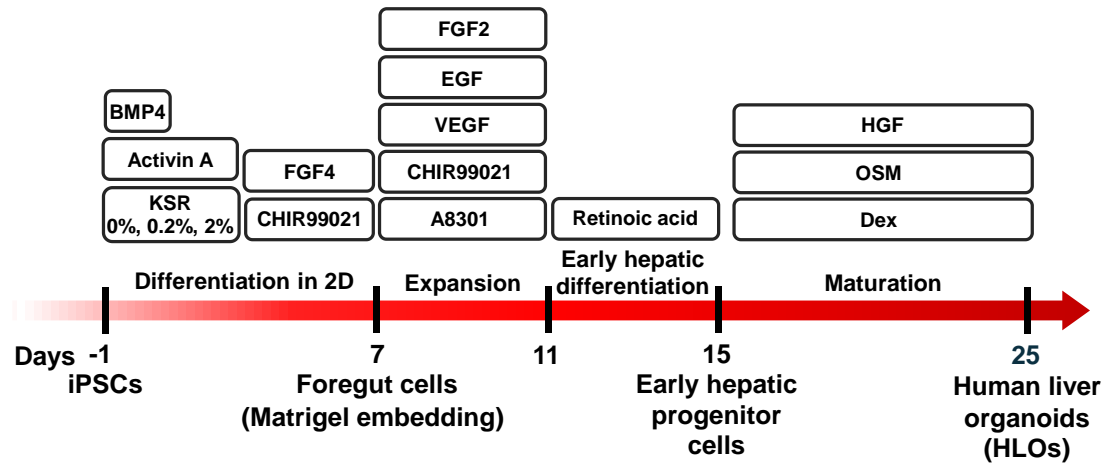 FGF2
EGF
VEGF
CHIR99021
A8301
BMP4
Activin A
KSR
0%, 0.2%, 2%
FGF4
CHIR99021
Retinoic acid
HGF
OSM
Dex
Differentiation in 2D
Expansion
Early hepatic
differentiation
Maturation
Days -1 7 11 15 25
iPSCs
Foregut cells
(Matrigel embedding)
Early hepatic
progenitor
cells
Human liver
organoids
(HLOs)